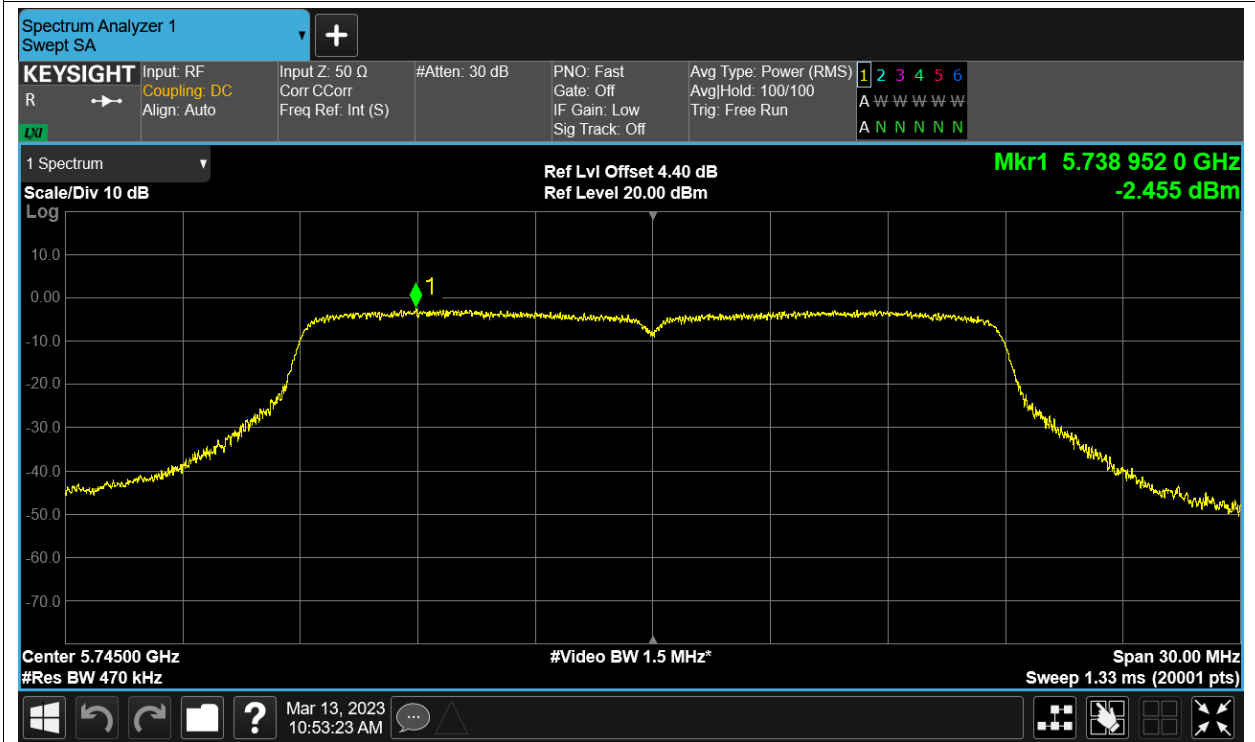 Spectrum Analyzer 1
Swept SA
+
KEYSIGHT
R
LXI
Input: RF
Coupling: DC
Align: Auto
Input Z: 50 Ω
Corr CCorr
Freq Ref: Int (S)
#Atten: 30 dB
PNO: Fast
Gate: Off
IF Gain: Low
Sig Track: Off
Avg Type: Power (RMS)
Avg|Hold: 100/100
Trig: Free Run
1 2 3 4 5 6
A W W W W W
A N N N N N
1 Spectrum
Scale/Div 10 dB
Log
Ref Lvl Offset 4.40 dB
Ref Level 20.00 dBm
Mkr1 5.738 952 0 GHz
-2.455 dBm
10.0
0.00
-10.0
-20.0
-30.0
-40.0
-50.0
-60.0
-70.0
1
Center 5.74500 GHz
#Res BW 470 kHz
#Video BW 1.5 MHz*
Span 30.00 MHz
Sweep 1.33 ms (20001 pts)
?
Mar 13, 2023
10:53:23 AM